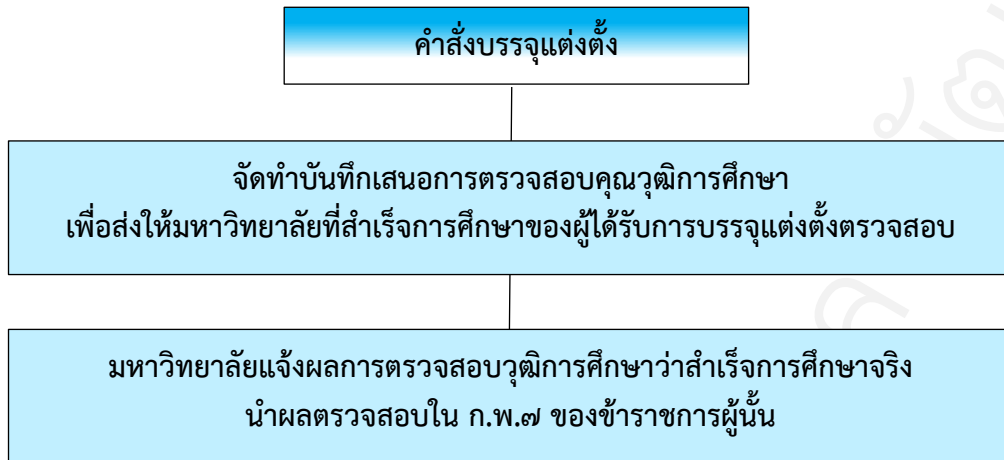 คำสั่งบรรจุแต่งตั้ง
จัดทำบันทึกเสนอการตรวจสอบคุณวุฒิการศึกษา
เพื่อส่งให้มหาวิทยาลัยที่สำเร็จการศึกษาของผู้ได้รับการบรรจุแต่งตั้งตรวจสอบ
มหาวิทยาลัยแจ้งผลการตรวจสอบวุฒิการศึกษาว่าสำเร็จการศึกษาจริง
นำผลตรวจสอบใน ก.พ.๗ ของข้าราชการผู้นั้น